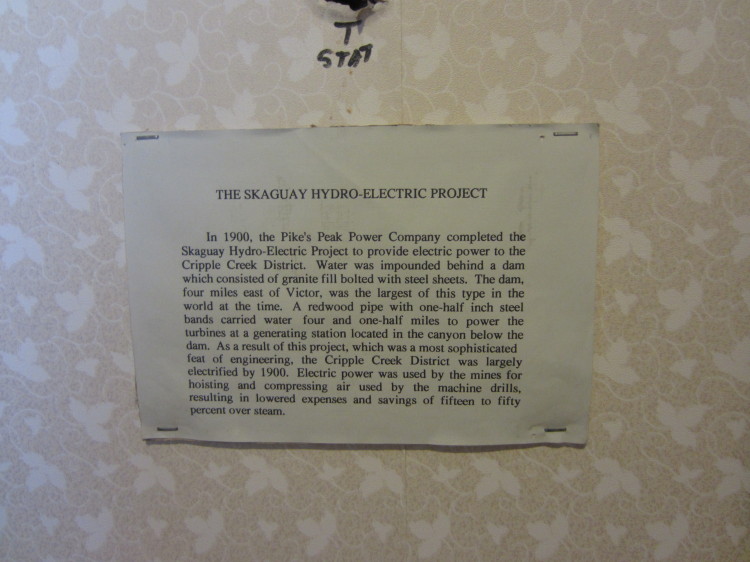 T
STAT
THE SKAGUAY HYDRO-ELECTRIC PROJECT
In 1900, the Pike's Peak Power Company completed the
Skaguay Hydro-Electric Project to provide electric power to the
Cripple Creek District. Water was impounded behind a dam
which consisted of granite fill bolted with steel sheets. The dam,
four miles east of Victor, was the largest of this type in the
world at the time. A redwood pipe with one-half inch steel
bands carried water four and one-half miles to power the
turbines at a generating station located in the canyon below the
dam. As a result of this project, which was a most sophisticated
feat of engineering, the Cripple Creek District was largely
electrified by 1900. Electric power was used by the mines for
hoisting and compressing air used by the machine drills,
resulting in lowered expenses and savings of fifteen to fifty
percent over steam.